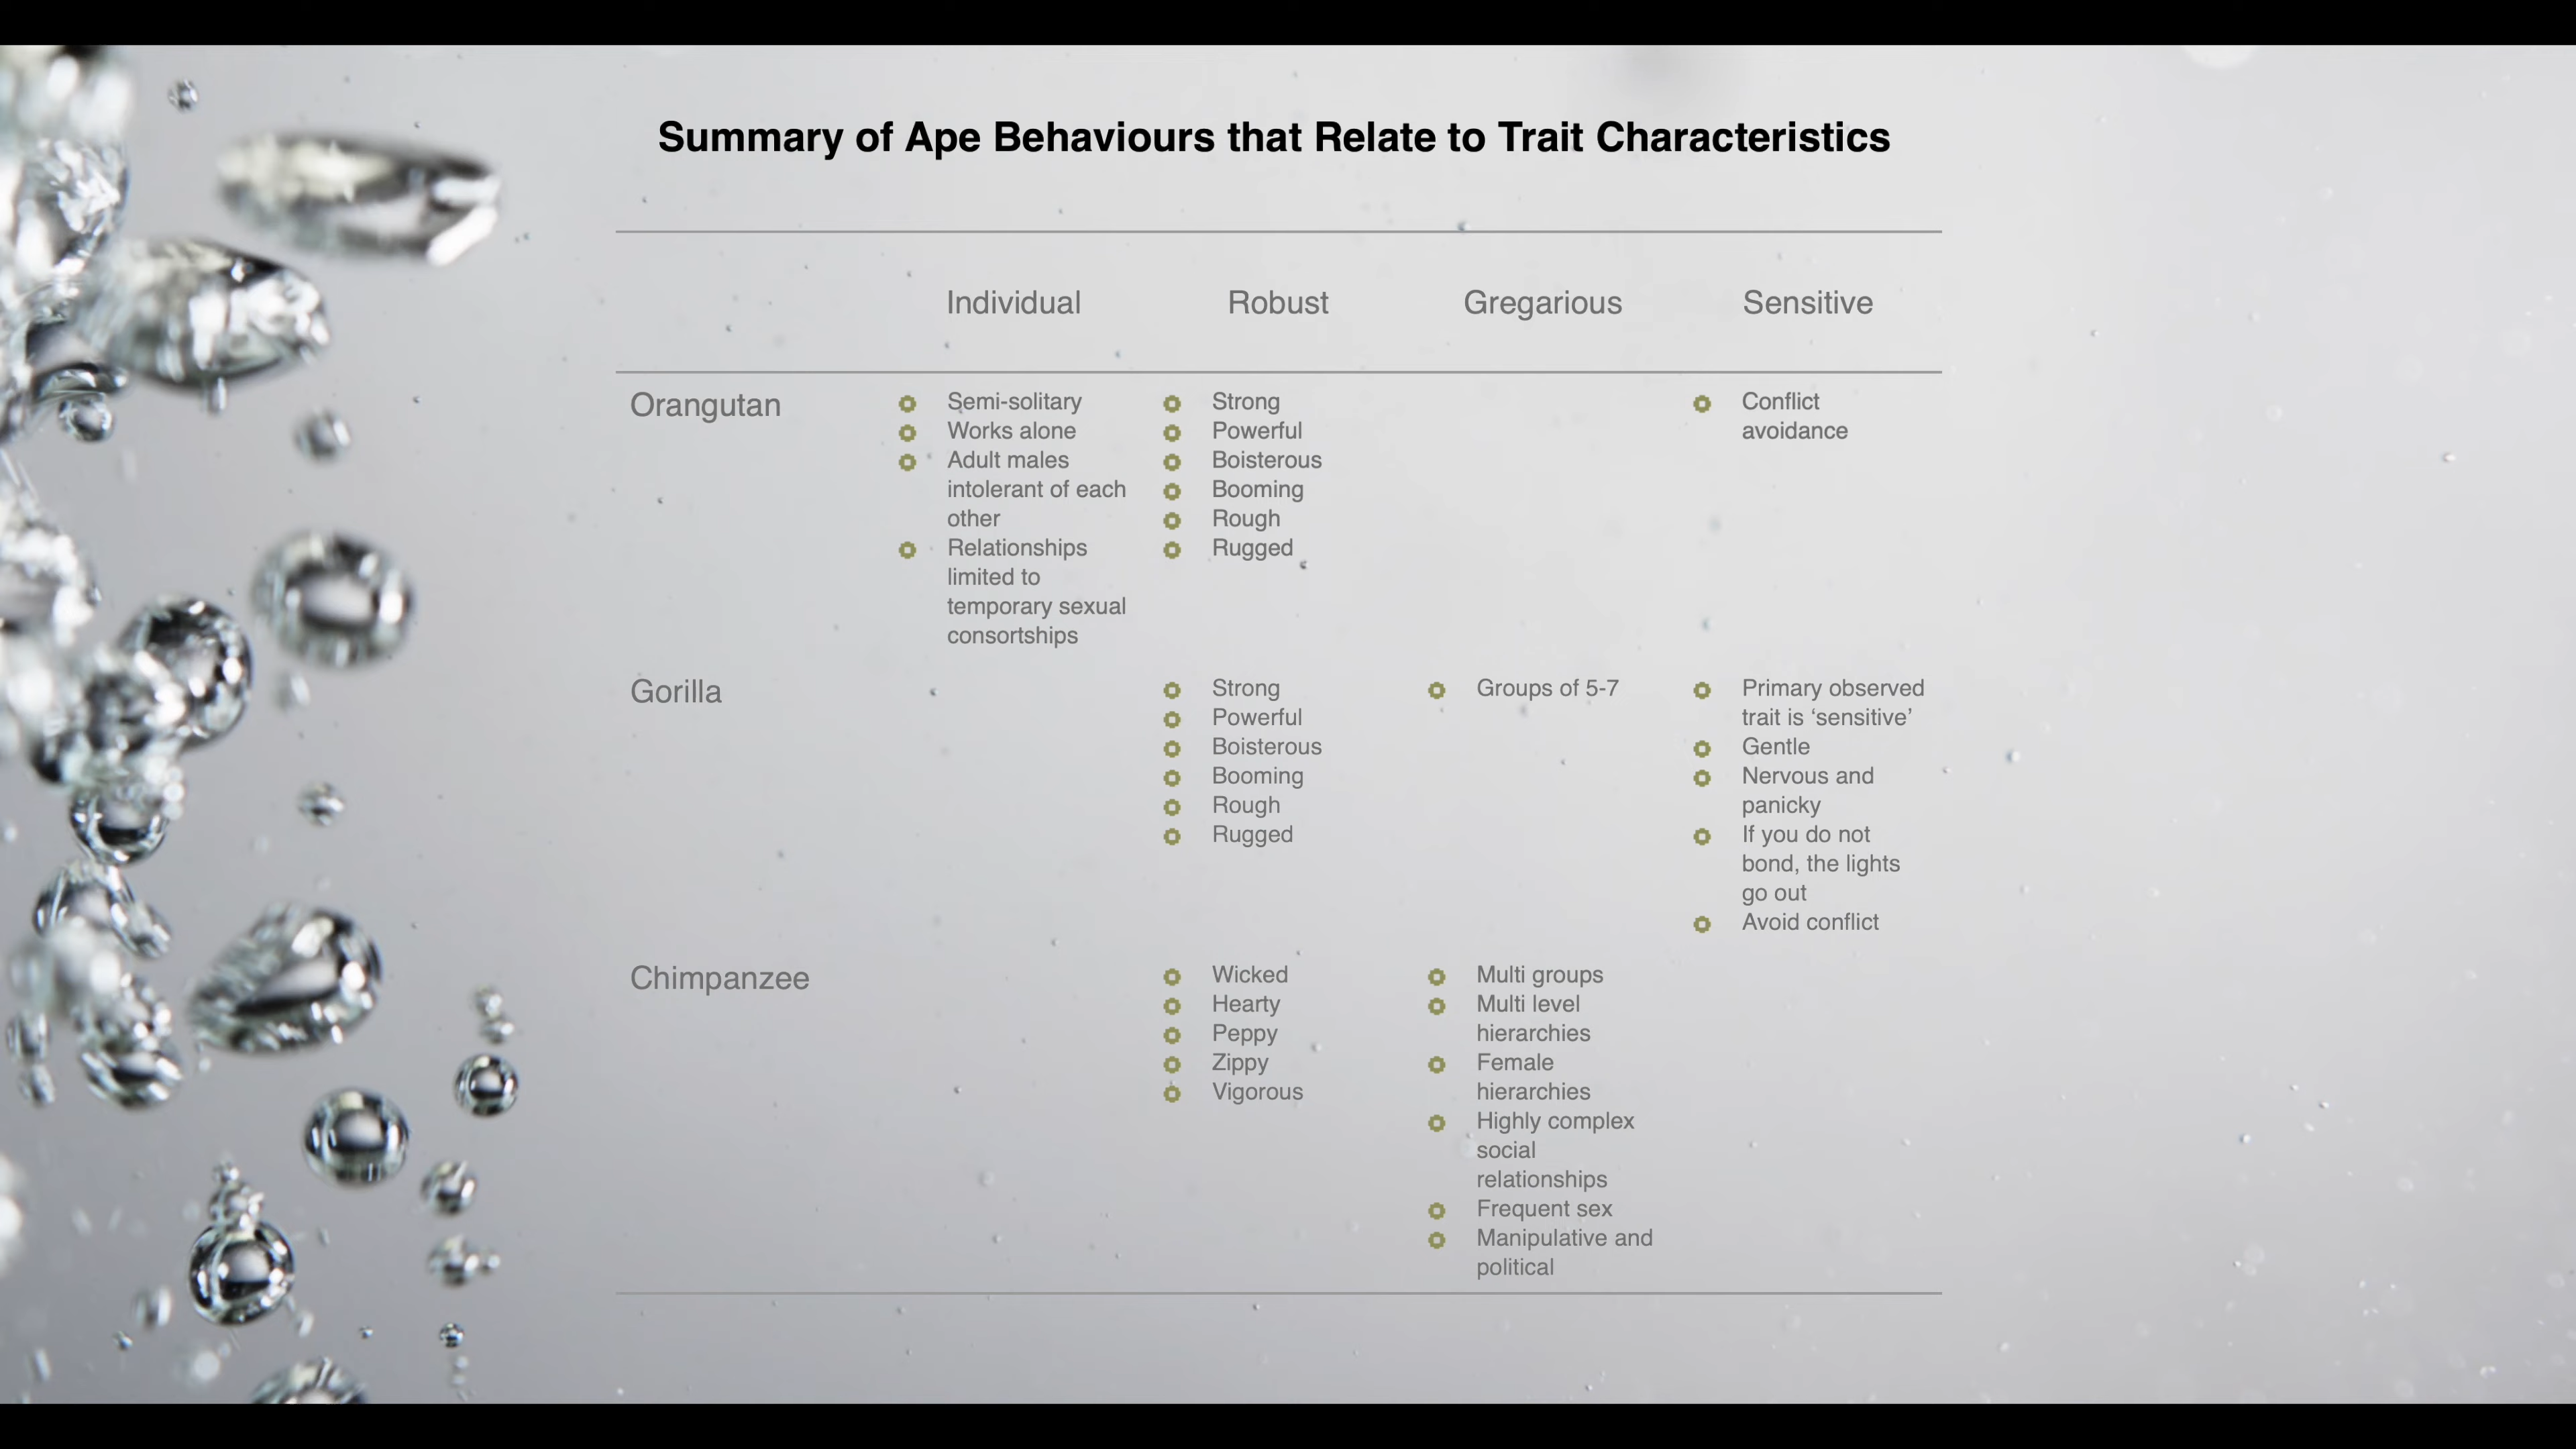 Summary of Ape Behaviours that Relate to Trait Characteristics
Individual Robust Gregarious Sensitive
Orangutan
Semi-solitary
Works alone
Adult males
intolerant of each
other
Relationships
limited to
temporary sexual
consortships
Strong
Powerful
Boisterous
Booming
Rough
Rugged
Conflict
avoidance
Gorilla
Strong
Powerful
Boisterous
Booming
Rough
Rugged
Groups of 5-7
Primary observed
trait is ‘sensitive’
Gentle
Nervous and
panicky
If you do not
bond, the lights
go out
Avoid conflict
Chimpanzee
Wicked
Hearty
Peppy
Zippy
Vigorous
Multi groups
Multi level
hierarchies
Female
hierarchies
Highly complex
social
relationships
Frequent sex
Manipulative and
political